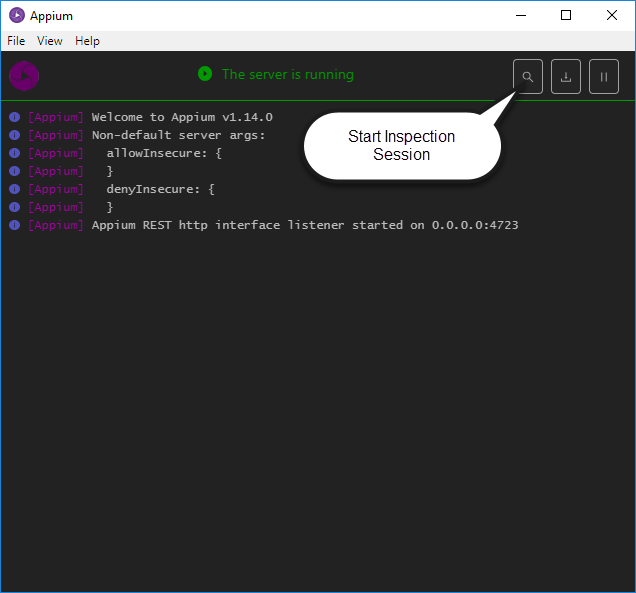 Appium
File View Help
The server is running
Start Inspection
Session
[Appium] Welcome to Appium v1.14.0
[Appium] Non-default server args:
[Appium]   allowInsecure: {
[Appium]   }
[Appium]   denyInsecure: {
[Appium]   }
[Appium] Appium REST http interface listener started on 0.0.0.0:4723